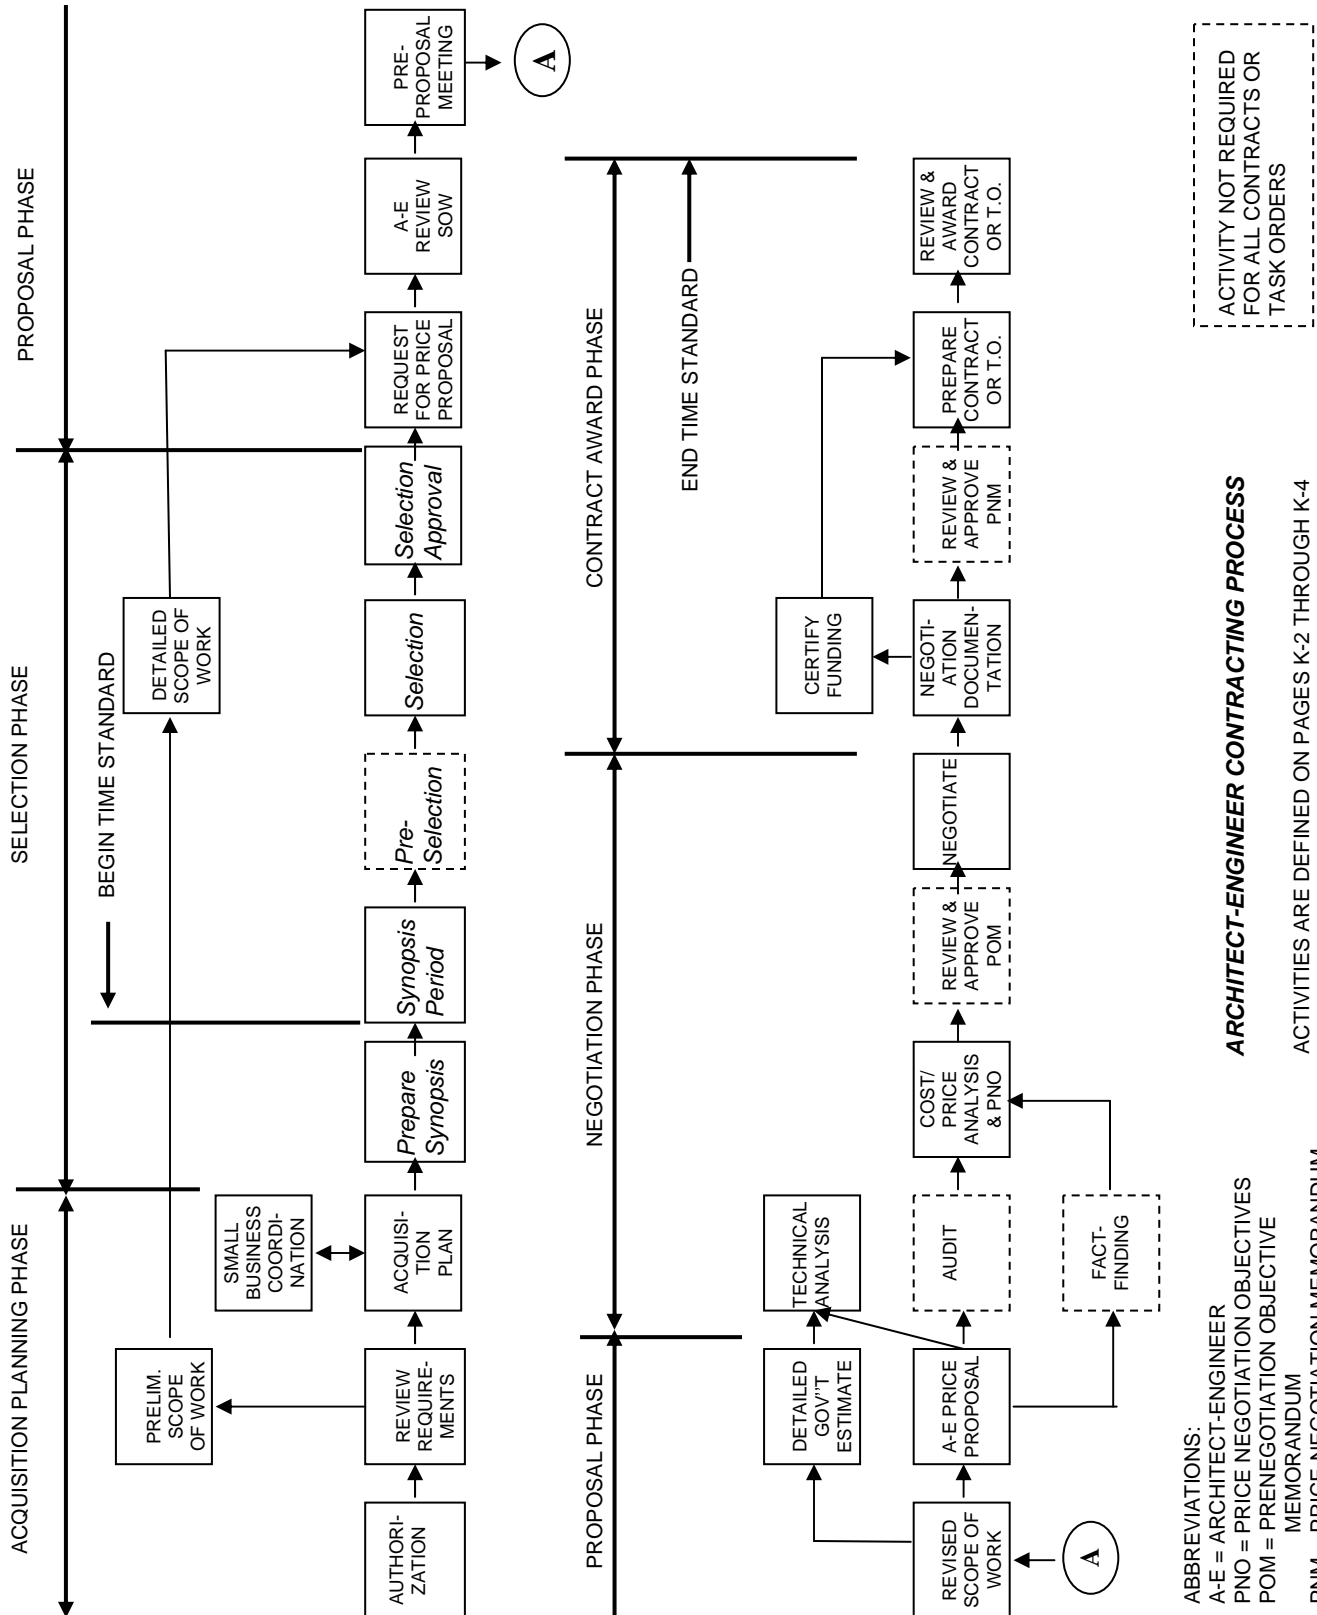 ACQUISITION PLANNING PHASE
SELECTION PHASE
PROPOSAL PHASE
BEGIN TIME STANDARD
PRELIM.
SCOPE
OF WORK
DETAILED
SCOPE OF
WORK
SMALL
BUSINESS
COORDI-
NATION
AUTHORI-
ZATION
REVIEW
REQUIRE-
MENTS
ACQUISI-
TION
PLAN
Prepare
Synopsis
Synopsis
Period
Pre-
Selection
Selection
Selection
Approval
REQUEST
FOR PRICE
PROPOSAL
A-E
REVIEW
SOW
PRE-
PROPOSAL
MEETING
A
PROPOSAL PHASE
NEGOTIATION PHASE
CONTRACT AWARD PHASE
END TIME STANDARD
DETAILED
GOV"T
ESTIMATE
TECHNICAL
ANALYSIS
CERTIFY
FUNDING
REVISED
SCOPE OF
WORK
A-E PRICE
PROPOSAL
AUDIT
COST/
PRICE
ANALYSIS
& PNO
REVIEW &
APPROVE
POM
NEGOTIATE
NEGOTI-
ATION
DOCUMEN-
TATION
REVIEW &
APPROVE
PNM
PREPARE
CONTRACT
OR T.O.
REVIEW &
AWARD
CONTRACT
OR T.O.
A
FACT-
FINDING
ABBREVIATIONS:
A-E = ARCHITECT-ENGINEER
PNO = PRICE NEGOTIATION OBJECTIVES
POM = PRENEGOTIATION OBJECTIVE
MEMORANDUM
PNM = PRICE NEGOTIATION MEMORANDUM
ARCHITECT-ENGINEER CONTRACTING PROCESS
ACTIVITIES ARE DEFINED ON PAGES K-2 THROUGH K-4
ACTIVITY NOT REQUIRED
FOR ALL CONTRACTS OR
TASK ORDERS